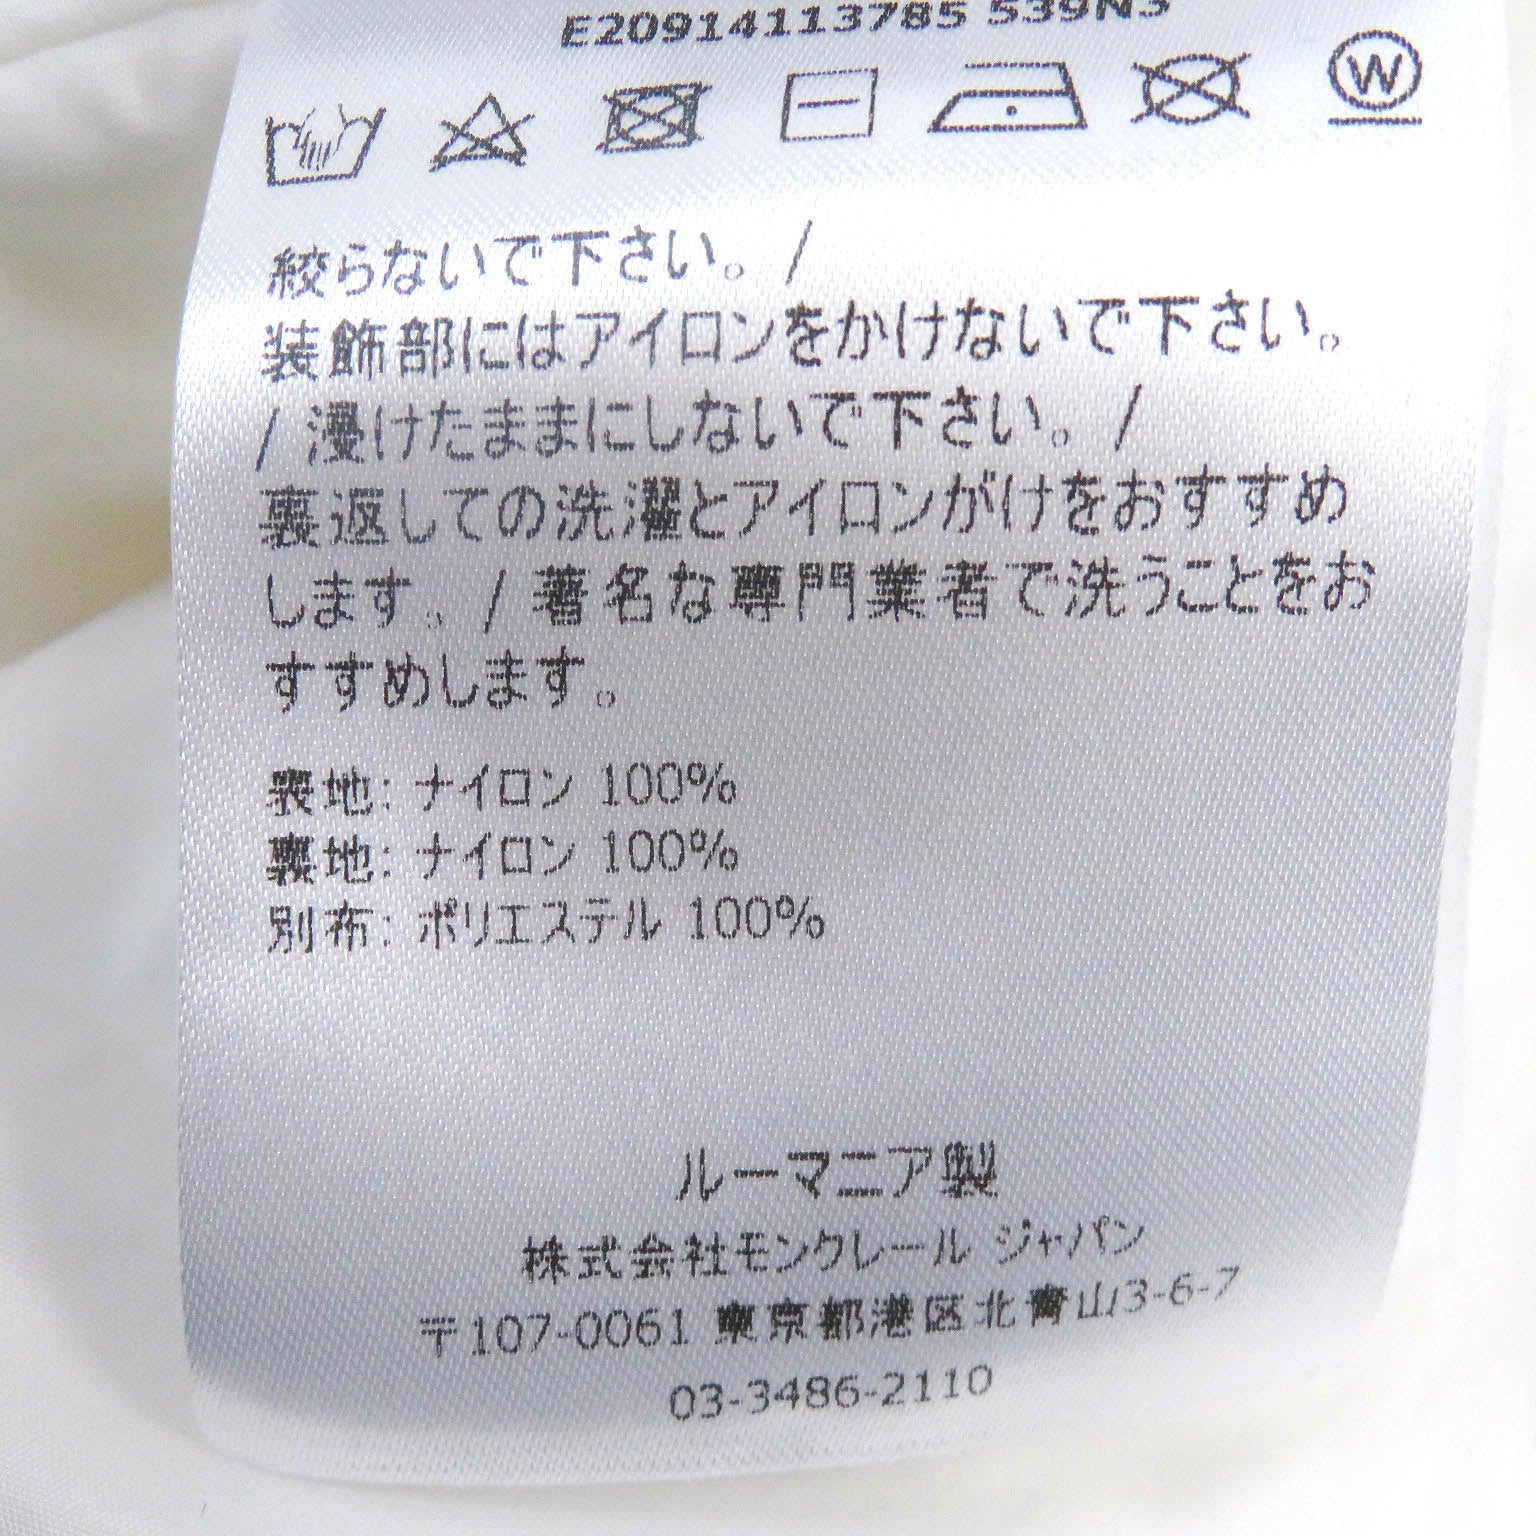 E20914113785 539N3
W
絞らないで下さい。/
装飾部にはアイロンをかけないで下さい。
/ 浸けたままにしないで下さい。/
裏返しての洗濯とアイロンがけをおすすめ
します。/ 著名な専門業者で洗うことをお
すすめします。
表地: ナイロン 100%
裏地: ナイロン 100%
別布: ポリエステル 100%
ルーマニア製
株式会社モンクレール ジャパン
〒107-0061 東京都港区北青山3-6-7
03-3486-2110